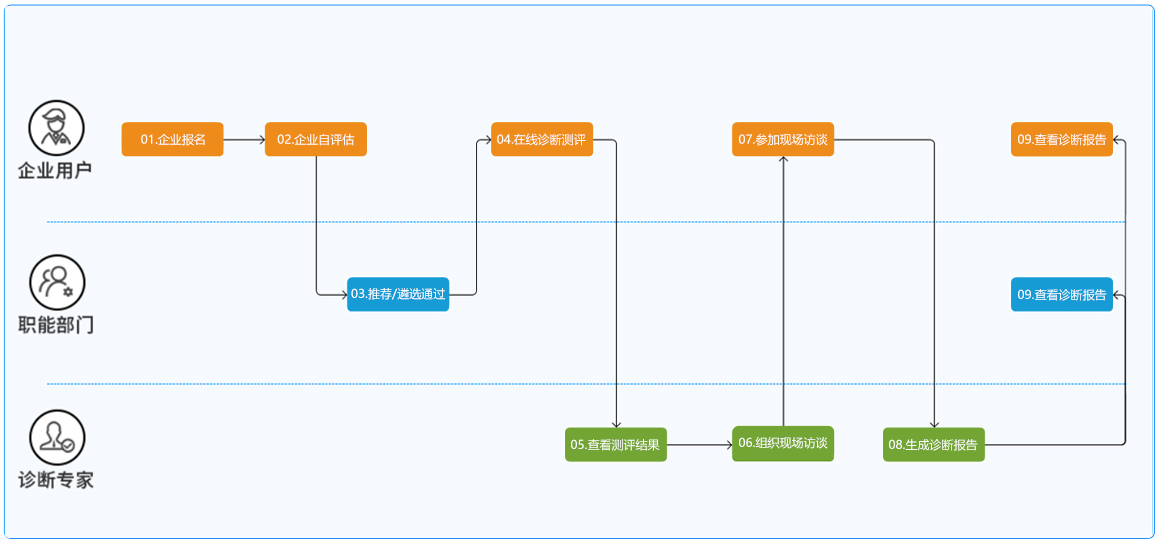 01.企业报名
02.企业自评估
04.在线诊断测评
07.参加现场访谈
09.查看诊断报告
企业用户
03.推荐/遴选通过
09.查看诊断报告
职能部门
05.查看测评结果
06.组织现场访谈
08.生成诊断报告
诊断专家